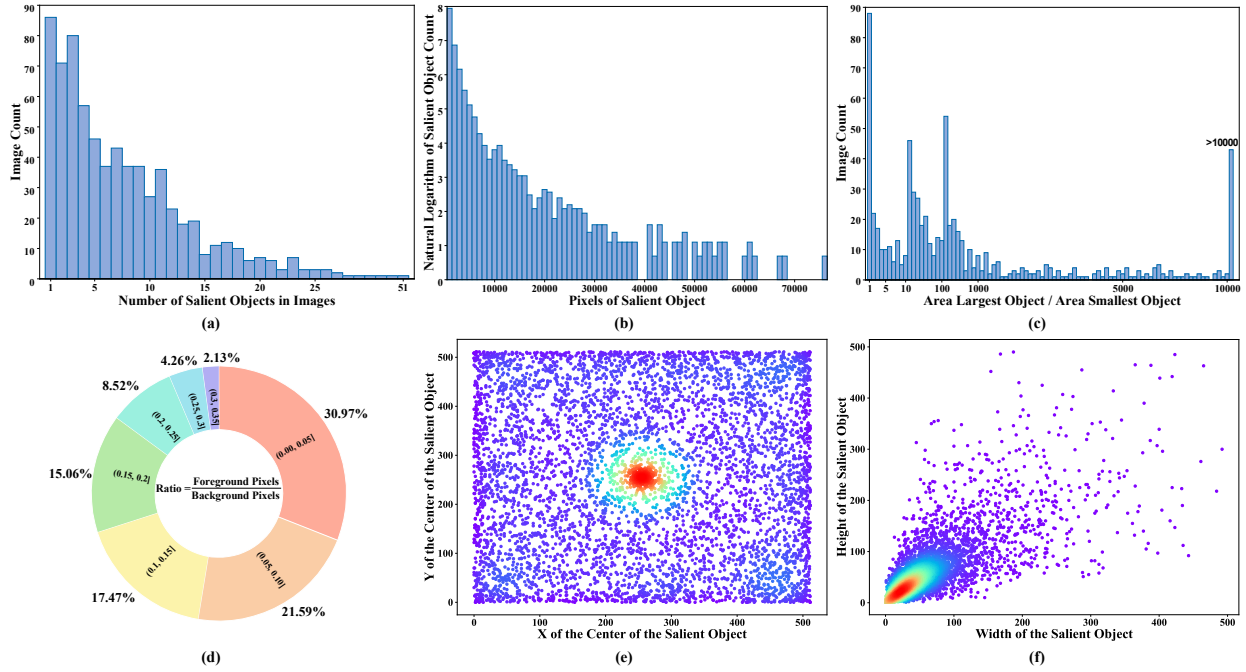 90
80
70
60
50
40
30
20
10
0
Image Count
1 5 10 15 20 25 51
Number of Salient Objects in Images
(a)
8
7
6
5
4
3
2
1
0
Natural Logarithm of Salient Object Count
10000 20000 30000 40000 50000 60000 70000
Pixels of Salient Object
(b)
90
80
70
60
50
40
30
20
10
0
Image Count
>10000
1 5 10 100 1000 5000 10000
Area Largest Object / Area Smallest Object
(c)
4.26% 2.13%
8.52%
30.97%
15.06%
17.47%
21.59%
(0.3, 0.35]
(0.25, 0.3]
(0.2, 0.25]
(0.00, 0.05]
(0.15, 0.2]
(0.1, 0.15]
(0.05, 0.10]
Ratio = Foreground Pixels
Background Pixels
(d)
500
400
300
200
100
0
Y of the Center of the Salient Object
0 100 200 300 400 500
X of the Center of the Salient Object
(e)
500
400
300
200
100
0
Height of the Salient Object
0 100 200 300 400 500
Width of the Salient Object
(f)